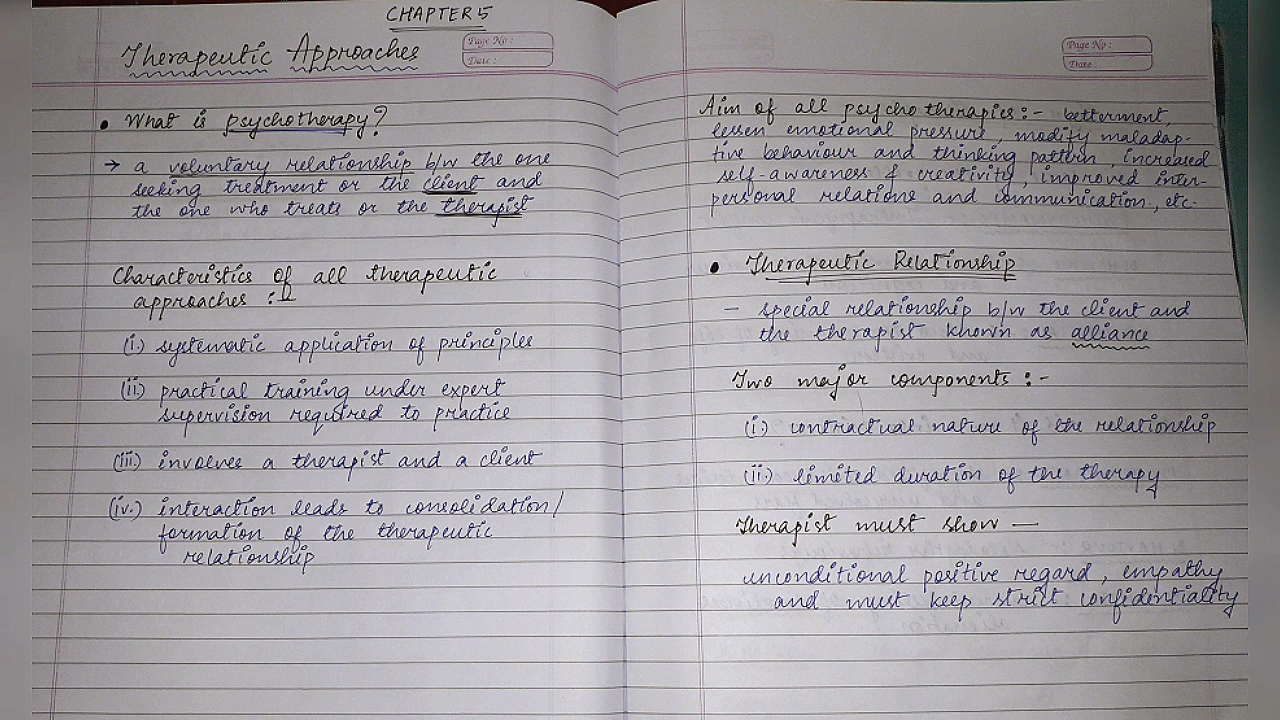 CHAPTER 5
Therapeutic Approaches
Page No :
Date :
• What is psychotherapy?
→ a voluntary relationship b/w the one
seeking treatment or the client and
the one who treats or the therapist
Characteristics of all therapeutic
approaches :-
(i.) systematic application of principles
(ii) practical training under expert
supervision required to practice
(iii.) involves a therapist and a client
(iv.) interaction leads to consolidation/
formation of the therapeutic
relationship
Page No :
Date :
Aim of all psychotherapies :- betterment,
lessen emotional pressure, modify maladap-
tive behaviour and thinking pattern, increased
self-awareness & creativity, improved inter-
personal relations and communication, etc.
• Therapeutic Relationship
- special relationship b/w the client and
the therapist known as alliance
Two major components :-
(i.) contractual nature of the relationship
(ii.) limited duration of the therapy
Therapist must show —
unconditional positive regard, empathy
and must keep strict confidentiality